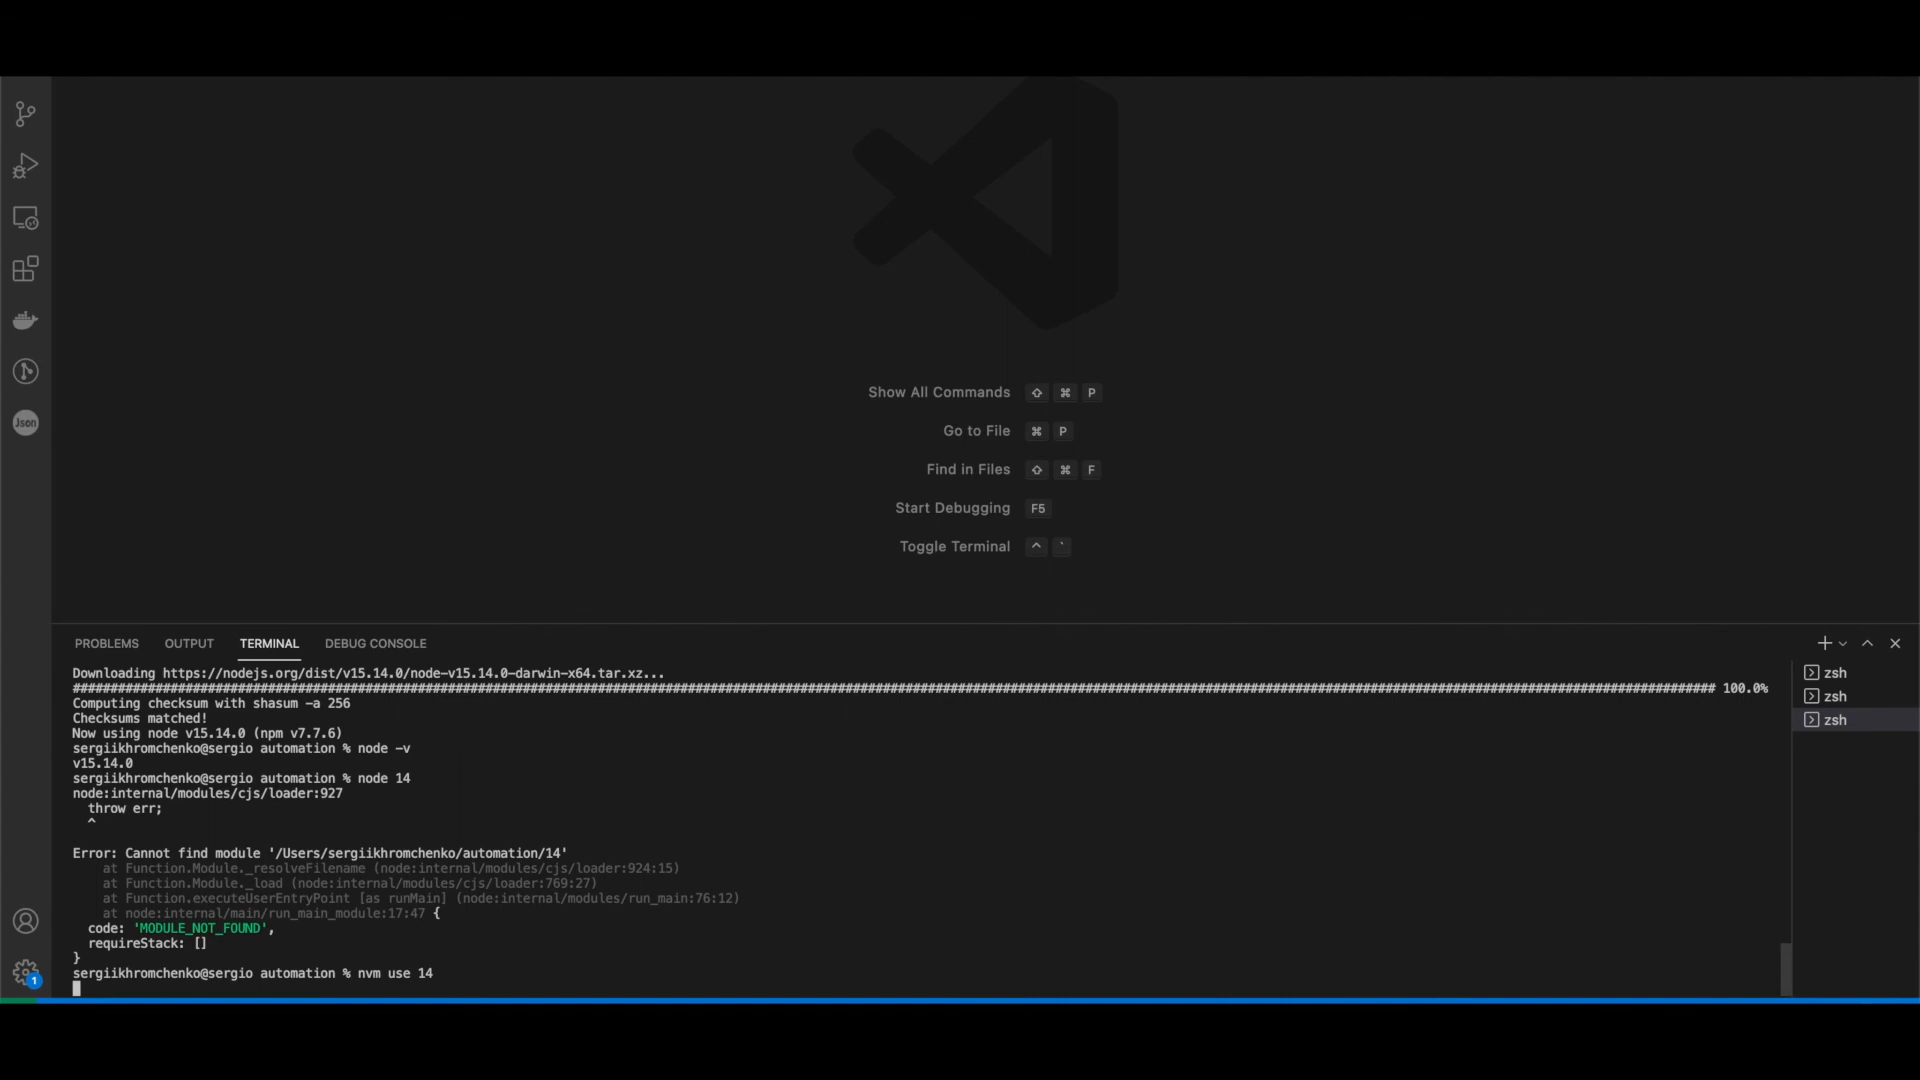 Show All Commands ⇧ ⌘ P
Go to File ⌘ P
Find in Files ⇧ ⌘ F
Start Debugging F5
Toggle Terminal ^ `
Json
PROBLEMS OUTPUT TERMINAL DEBUG CONSOLE
Downloading https://nodejs.org/dist/v15.14.0/node-v15.14.0-darwin-x64.tar.xz...
100.0%
Computing checksum with shasum -a 256
Checksums matched!
Now using node v15.14.0 (npm v7.7.6)
sergiikhromchenko@sergio automation % node -v
v15.14.0
sergiikhromchenko@sergio automation % node 14
node:internal/modules/cjs/loader:927
  throw err;
  ^
Error: Cannot find module '/Users/sergiikhromchenko/automation/14'
    at Function.Module._resolveFilename (node:internal/modules/cjs/loader:924:15)
    at Function.Module._load (node:internal/modules/cjs/loader:769:27)
    at Function.executeUserEntryPoint [as runMain] (node:internal/modules/run_main:76:12)
    at node:internal/main/run_main_module:17:47 {
  code: 'MODULE_NOT_FOUND',
  requireStack: []
}
sergiikhromchenko@sergio automation % nvm use 14
zsh
zsh
zsh
1